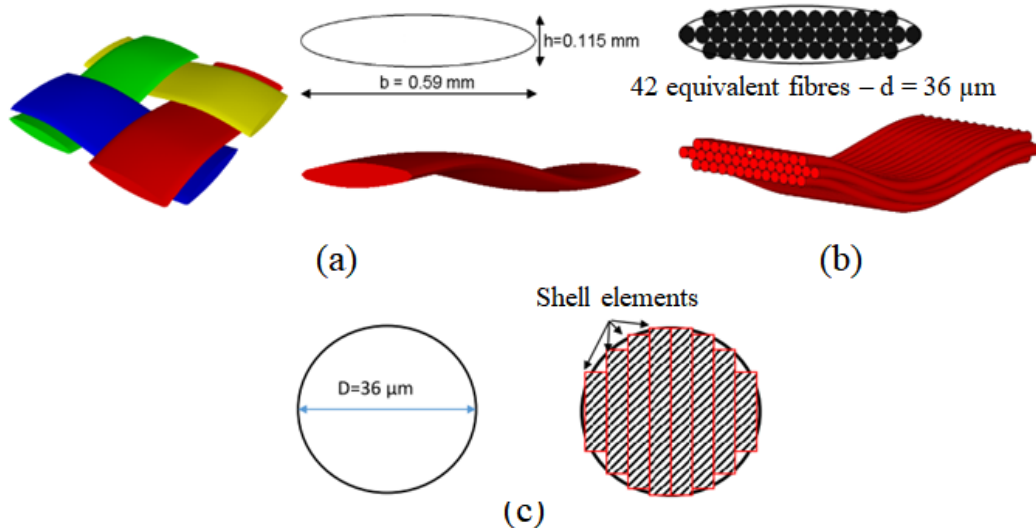 h=0.115 mm
b = 0.59 mm
42 equivalent fibres – d = 36 μm
(a)
(b)
Shell elements
D=36 μm
(c)